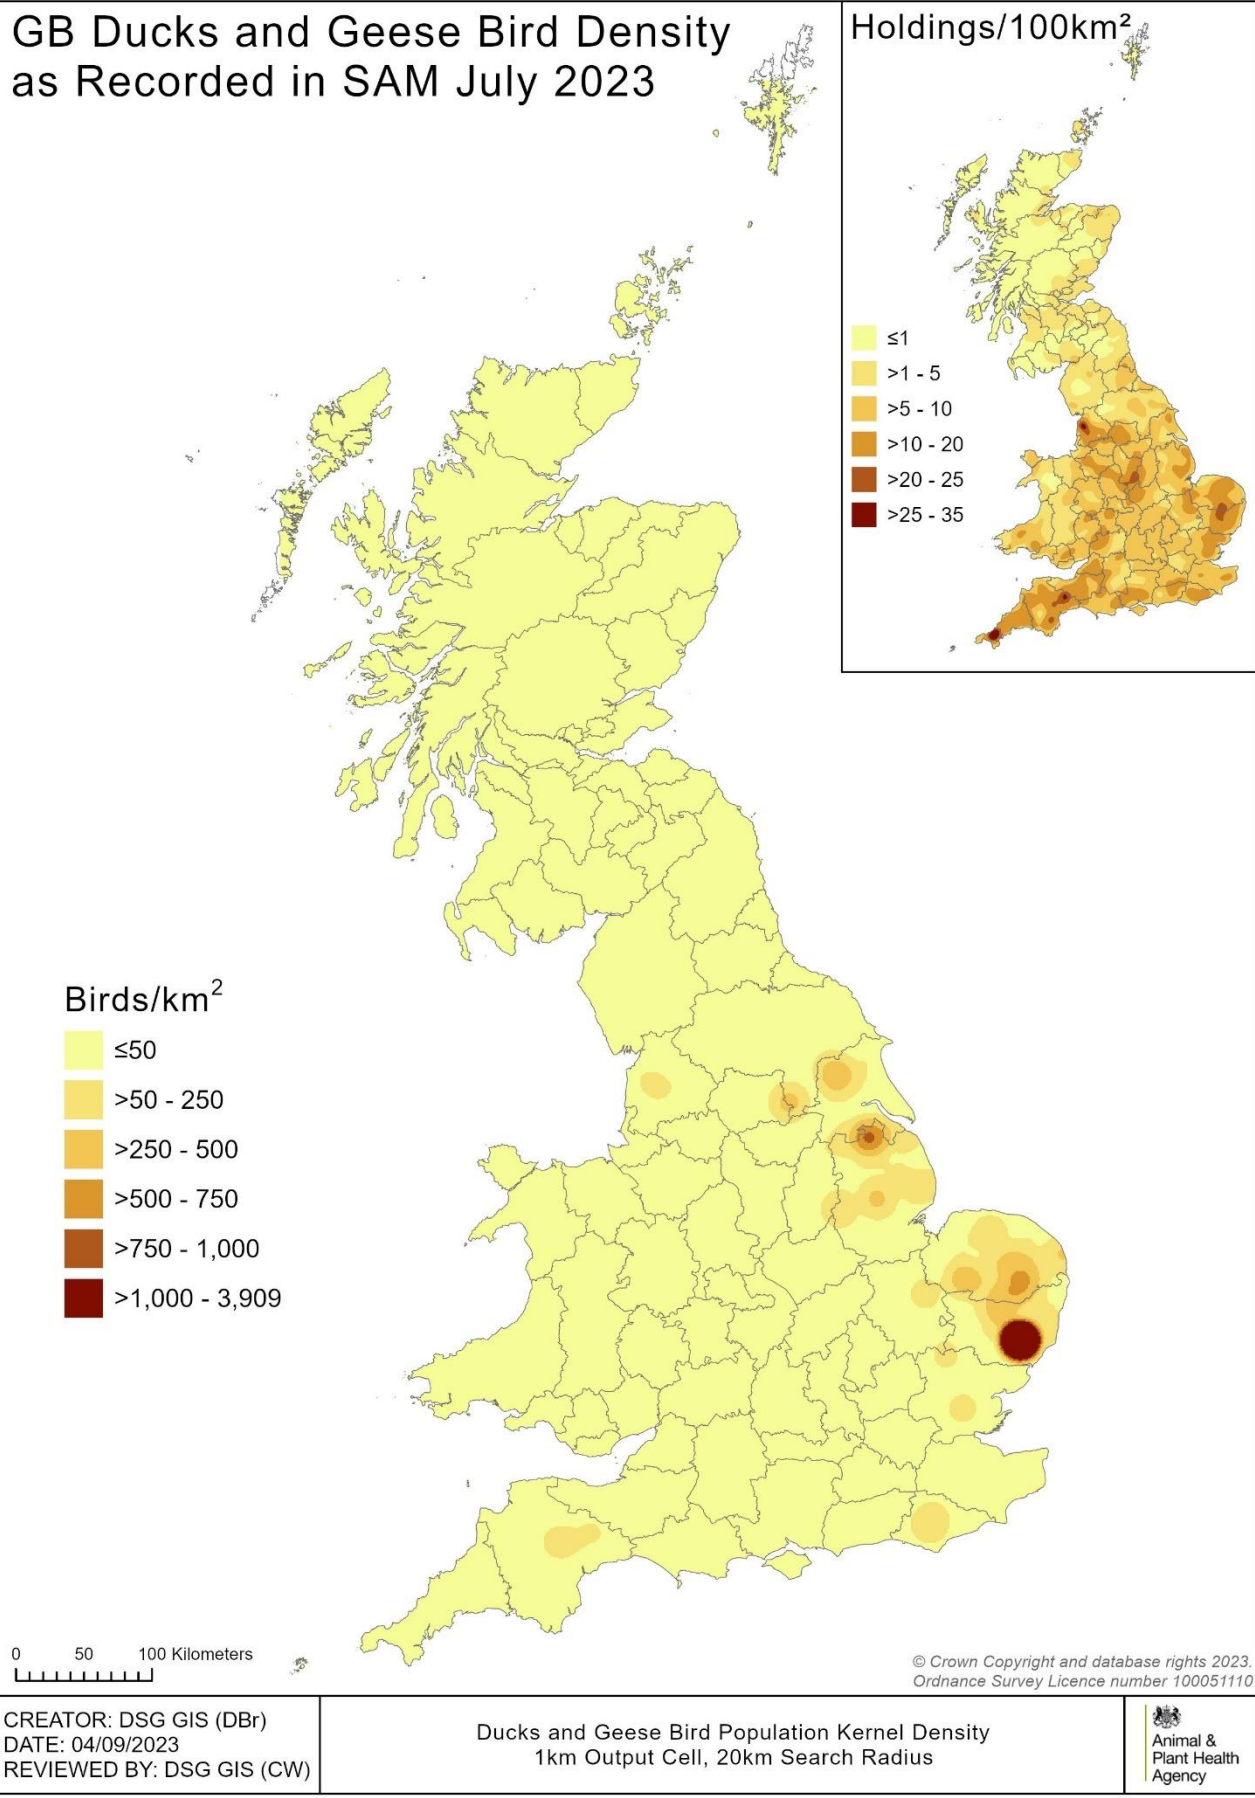 GB Ducks and Geese Bird Density
as Recorded in SAM July 2023
Holdings/100km²
≤1
>1 - 5
>5 - 10
>10 - 20
>20 - 25
>25 - 35
Birds/km²
≤50
>50 - 250
>250 - 500
>500 - 750
>750 - 1,000
>1,000 - 3,909
0 50 100 Kilometers
© Crown Copyright and database rights 2023.
Ordnance Survey Licence number 100051110
CREATOR: DSG GIS (DBr)
DATE: 04/09/2023
REVIEWED BY: DSG GIS (CW)
Ducks and Geese Bird Population Kernel Density
1km Output Cell, 20km Search Radius
Animal &
Plant Health
Agency